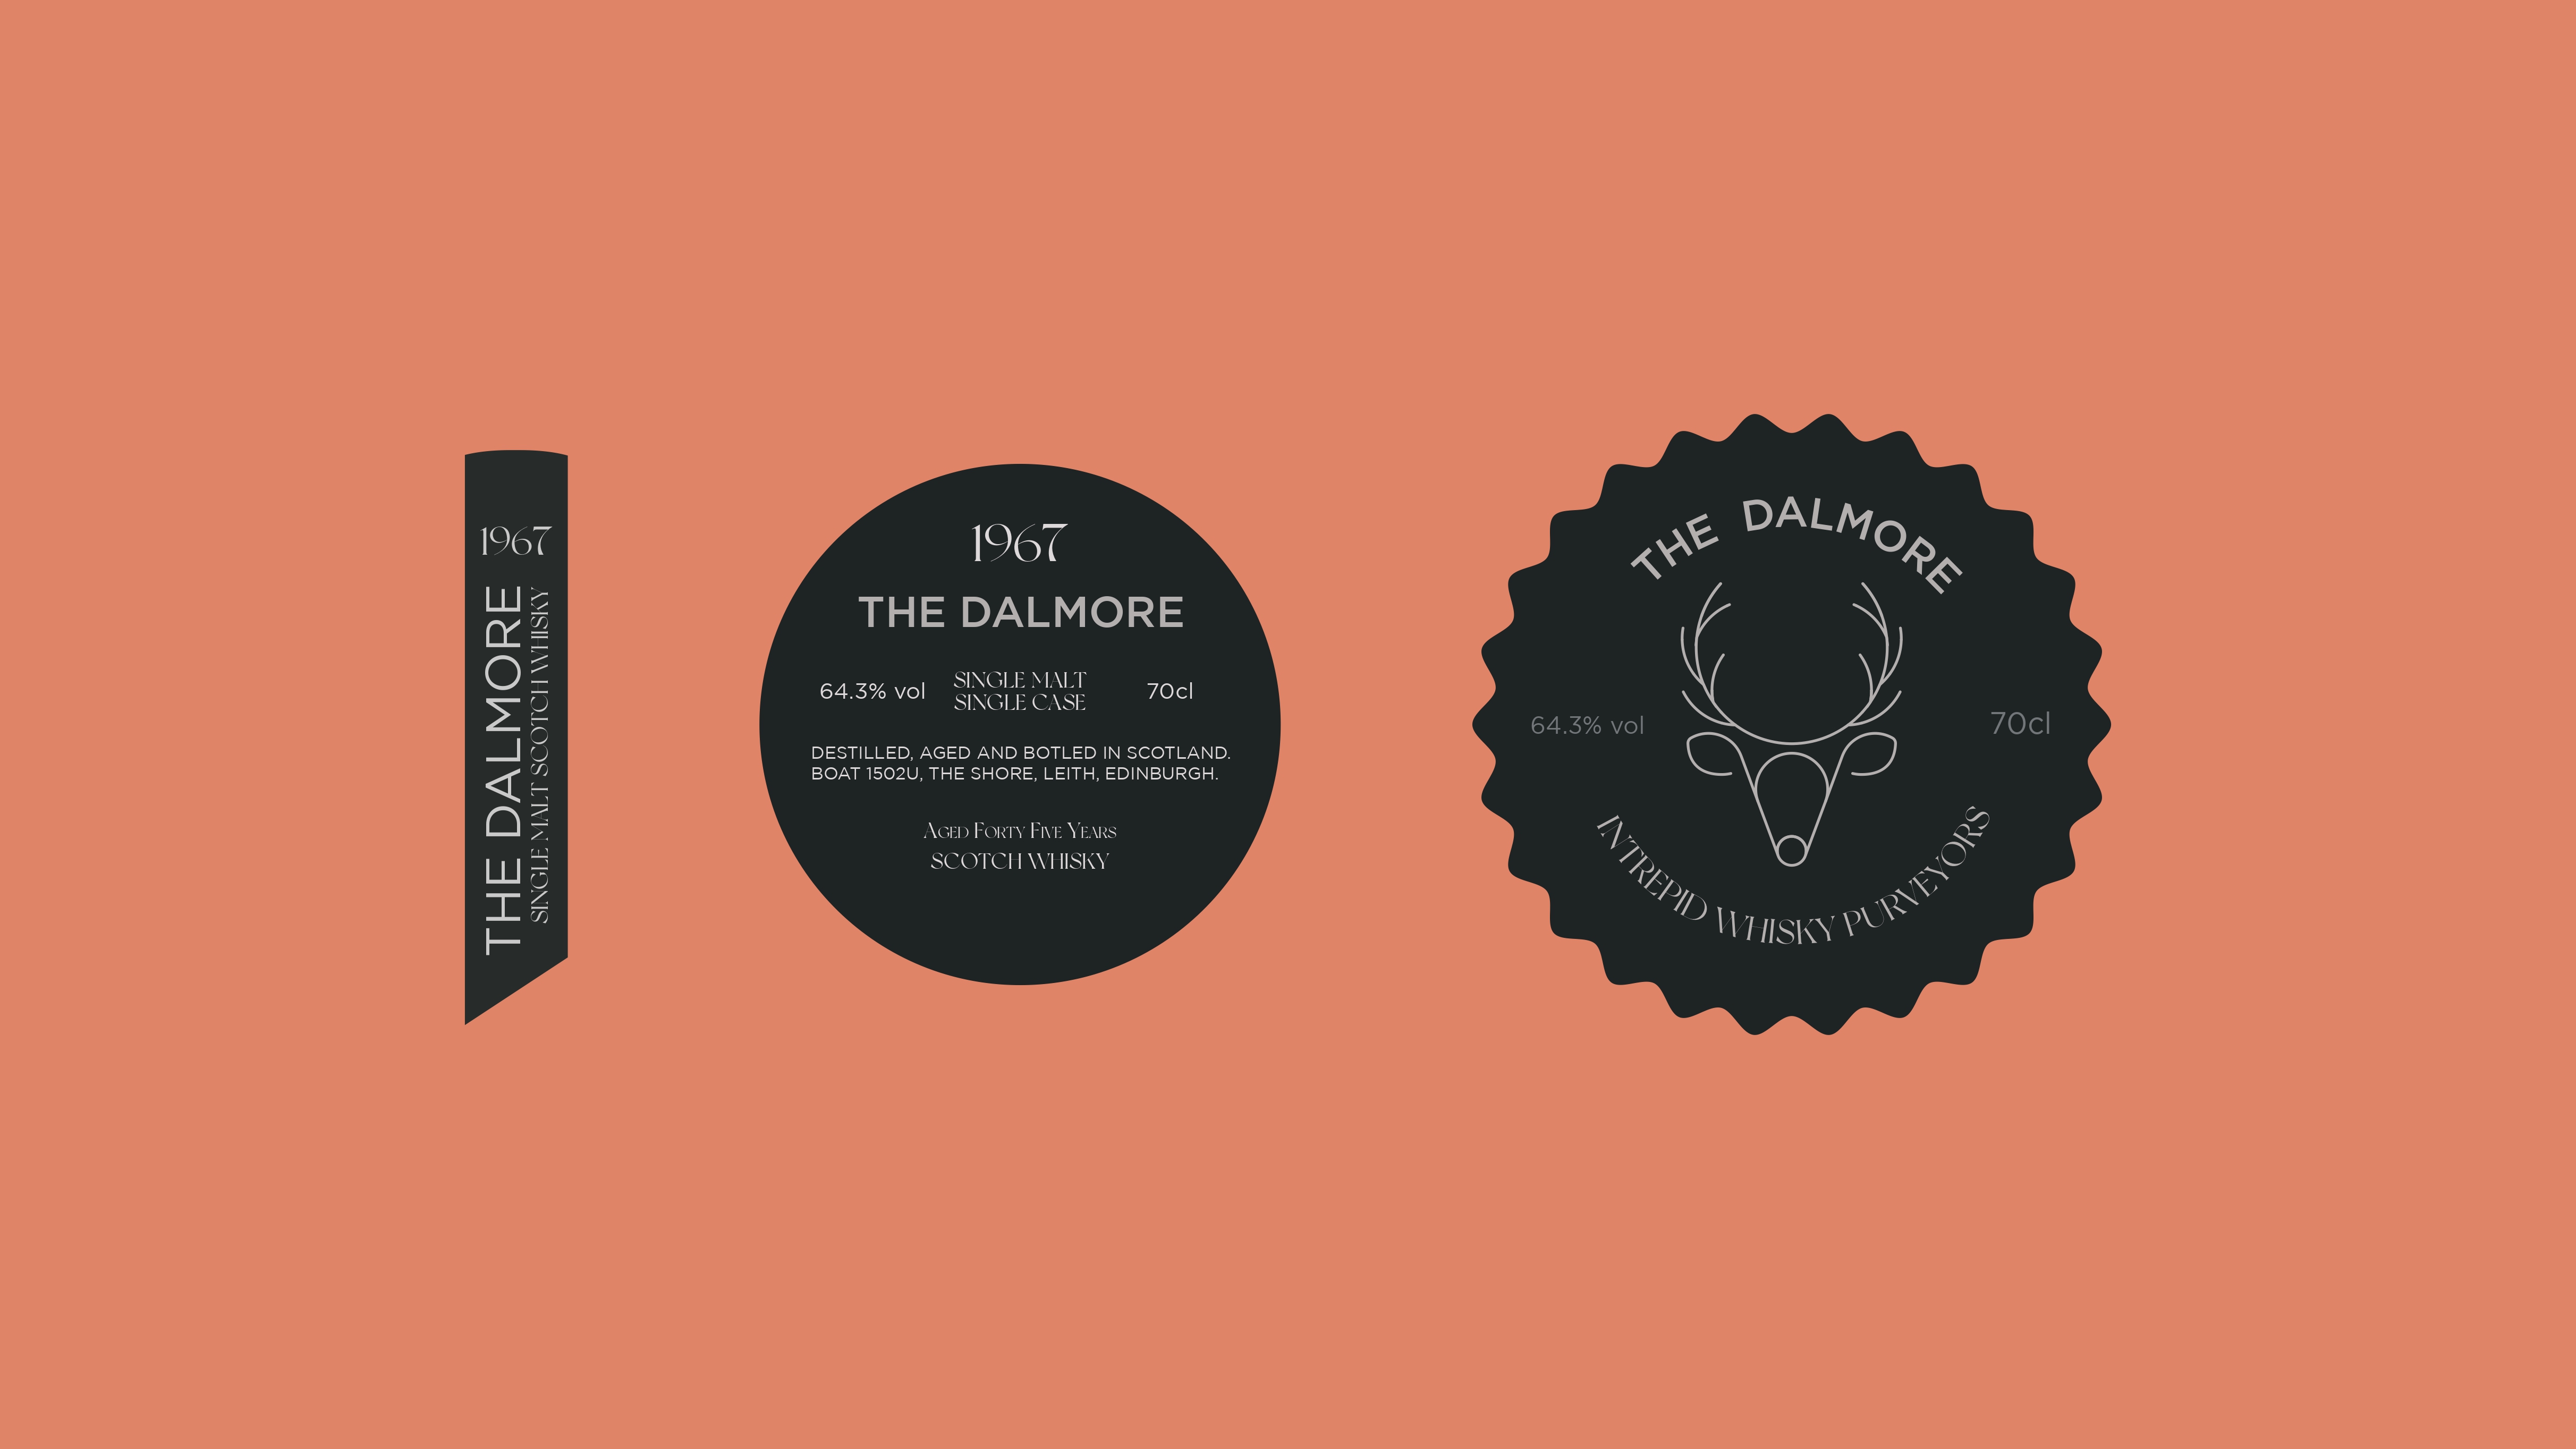 1967
THE DALMORE
SINGLE MALT SCOTCH WHISKY
1967
THE DALMORE
64.3% vol
SINGLE MALT
SINGLE CASE
70cl
DESTILLED, AGED AND BOTLED IN SCOTLAND.
BOAT 1502U, THE SHORE, LEITH, EDINBURGH.
Aged Forty Five Years
SCOTCH WHISKY
THE DALMORE
64.3% vol
70cl
INTREPID WHISKY PURVEYORS